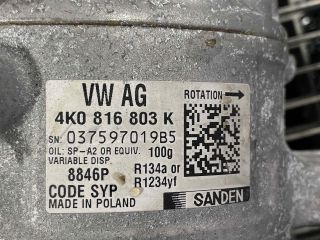 VW AG
ROTATION
4K0 816 803 K
SN: 037597019B5
OIL: SP-A2 OR EQUIV. 100g
VARIABLE DISP.
8846P R134a or
CODE SYP R1234yf
MADE IN POLAND SANDEN